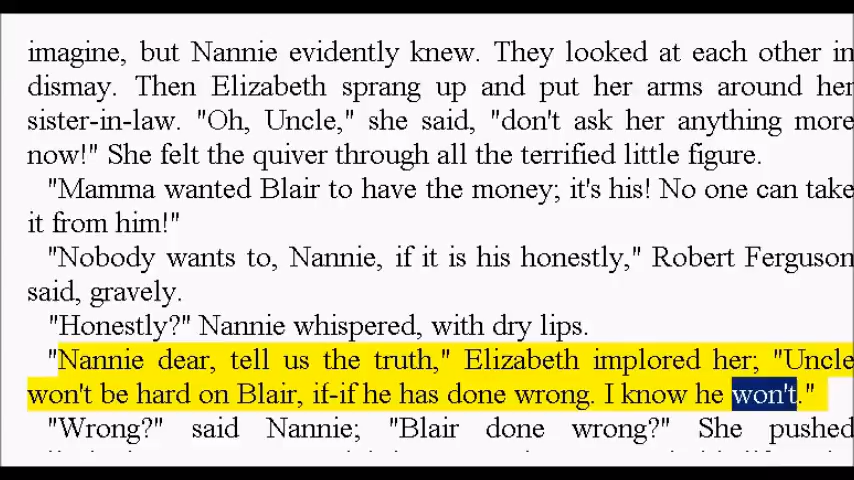 imagine, but Nannie evidently knew. They looked at each other in
dismay. Then Elizabeth sprang up and put her arms around her
sister-in-law. "Oh, Uncle," she said, "don't ask her anything more
now!" She felt the quiver through all the terrified little figure.
"Mamma wanted Blair to have the money; it's his! No one can take
it from him!"
"Nobody wants to, Nannie, if it is his honestly," Robert Ferguson
said, gravely.
"Honestly?" Nannie whispered, with dry lips.
"Nannie dear, tell us the truth," Elizabeth implored her; "Uncle
won't be hard on Blair, if-if he has done wrong. I know he won't."
"Wrong?" said Nannie; "Blair done wrong?" She pushed